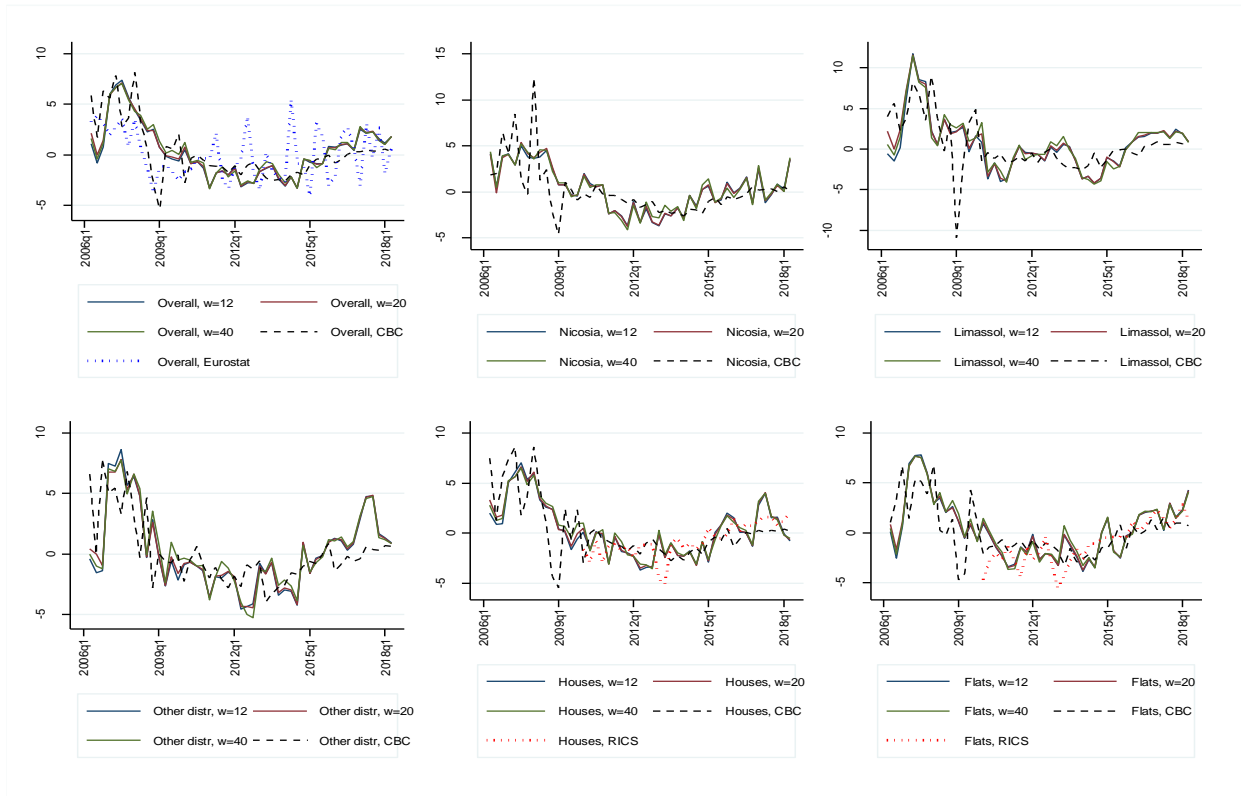 10
5
0
-5
2006q1 2009q1 2012q1 2015q1 2018q1
Overall, w=12 Overall, w=20
Overall, w=40 Overall, CBC
Overall, Eurostat
15
10
5
0
-5
2006q1 2009q1 2012q1 2015q1 2018q1
Nicosia, w=12 Nicosia, w=20
Nicosia, w=40 Nicosia, CBC
10
5
0
-5
-10
2006q1 2009q1 2012q1 2015q1 2018q1
Limassol, w=12 Limassol, w=20
Limassol, w=40 Limassol, CBC
10
5
0
-5
2006q1 2009q1 2012q1 2015q1 2018q1
Other distr, w=12 Other distr, w=20
Other distr, w=40 Other distr, CBC
10
5
0
-5
2006q1 2009q1 2012q1 2015q1 2018q1
Houses, w=12 Houses, w=20
Houses, w=40 Houses, CBC
Houses, RICS
10
5
0
-5
2006q1 2009q1 2012q1 2015q1 2018q1
Flats, w=12 Flats, w=20
Flats, w=40 Flats, CBC
Flats, RICS